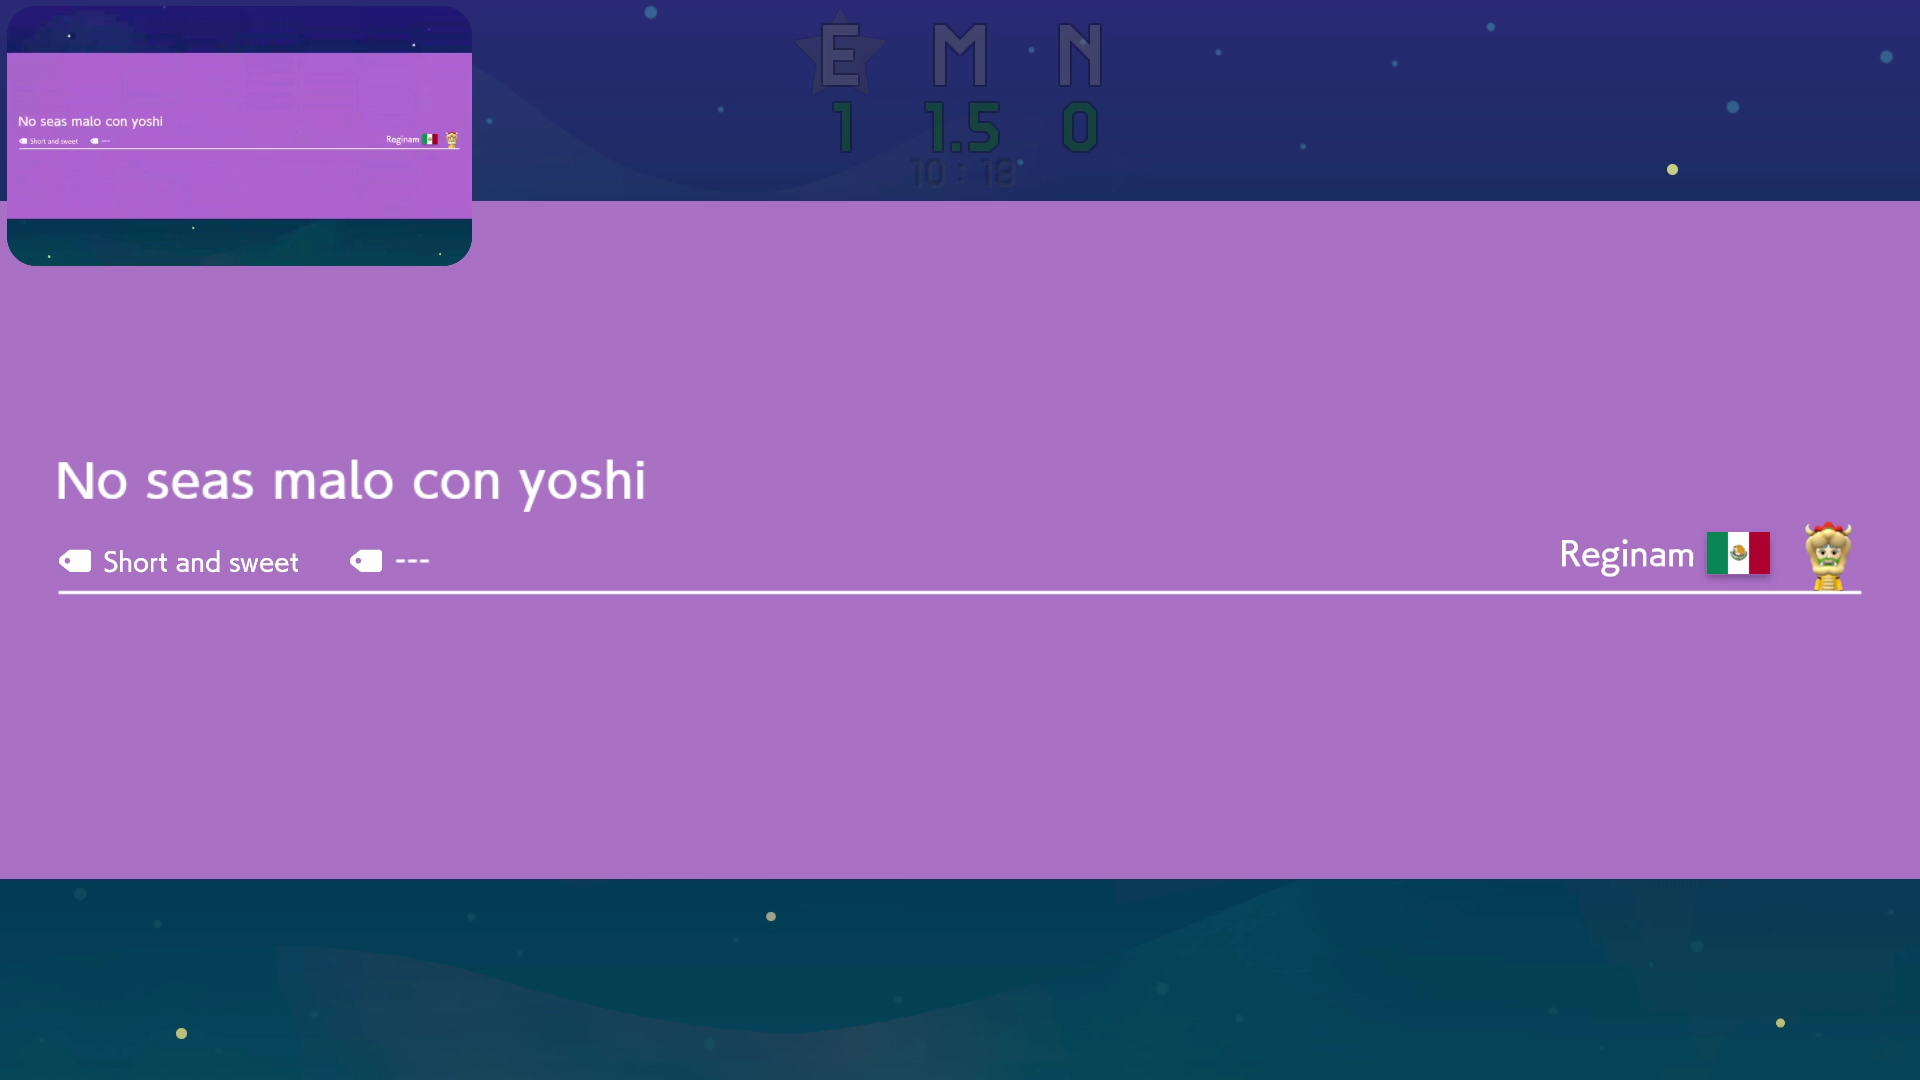 E M N
1 1.5 0
10:18
No seas malo con yoshi
Short and sweet ---
Reginam
No seas malo con yoshi
Short and sweet ---
Reginam